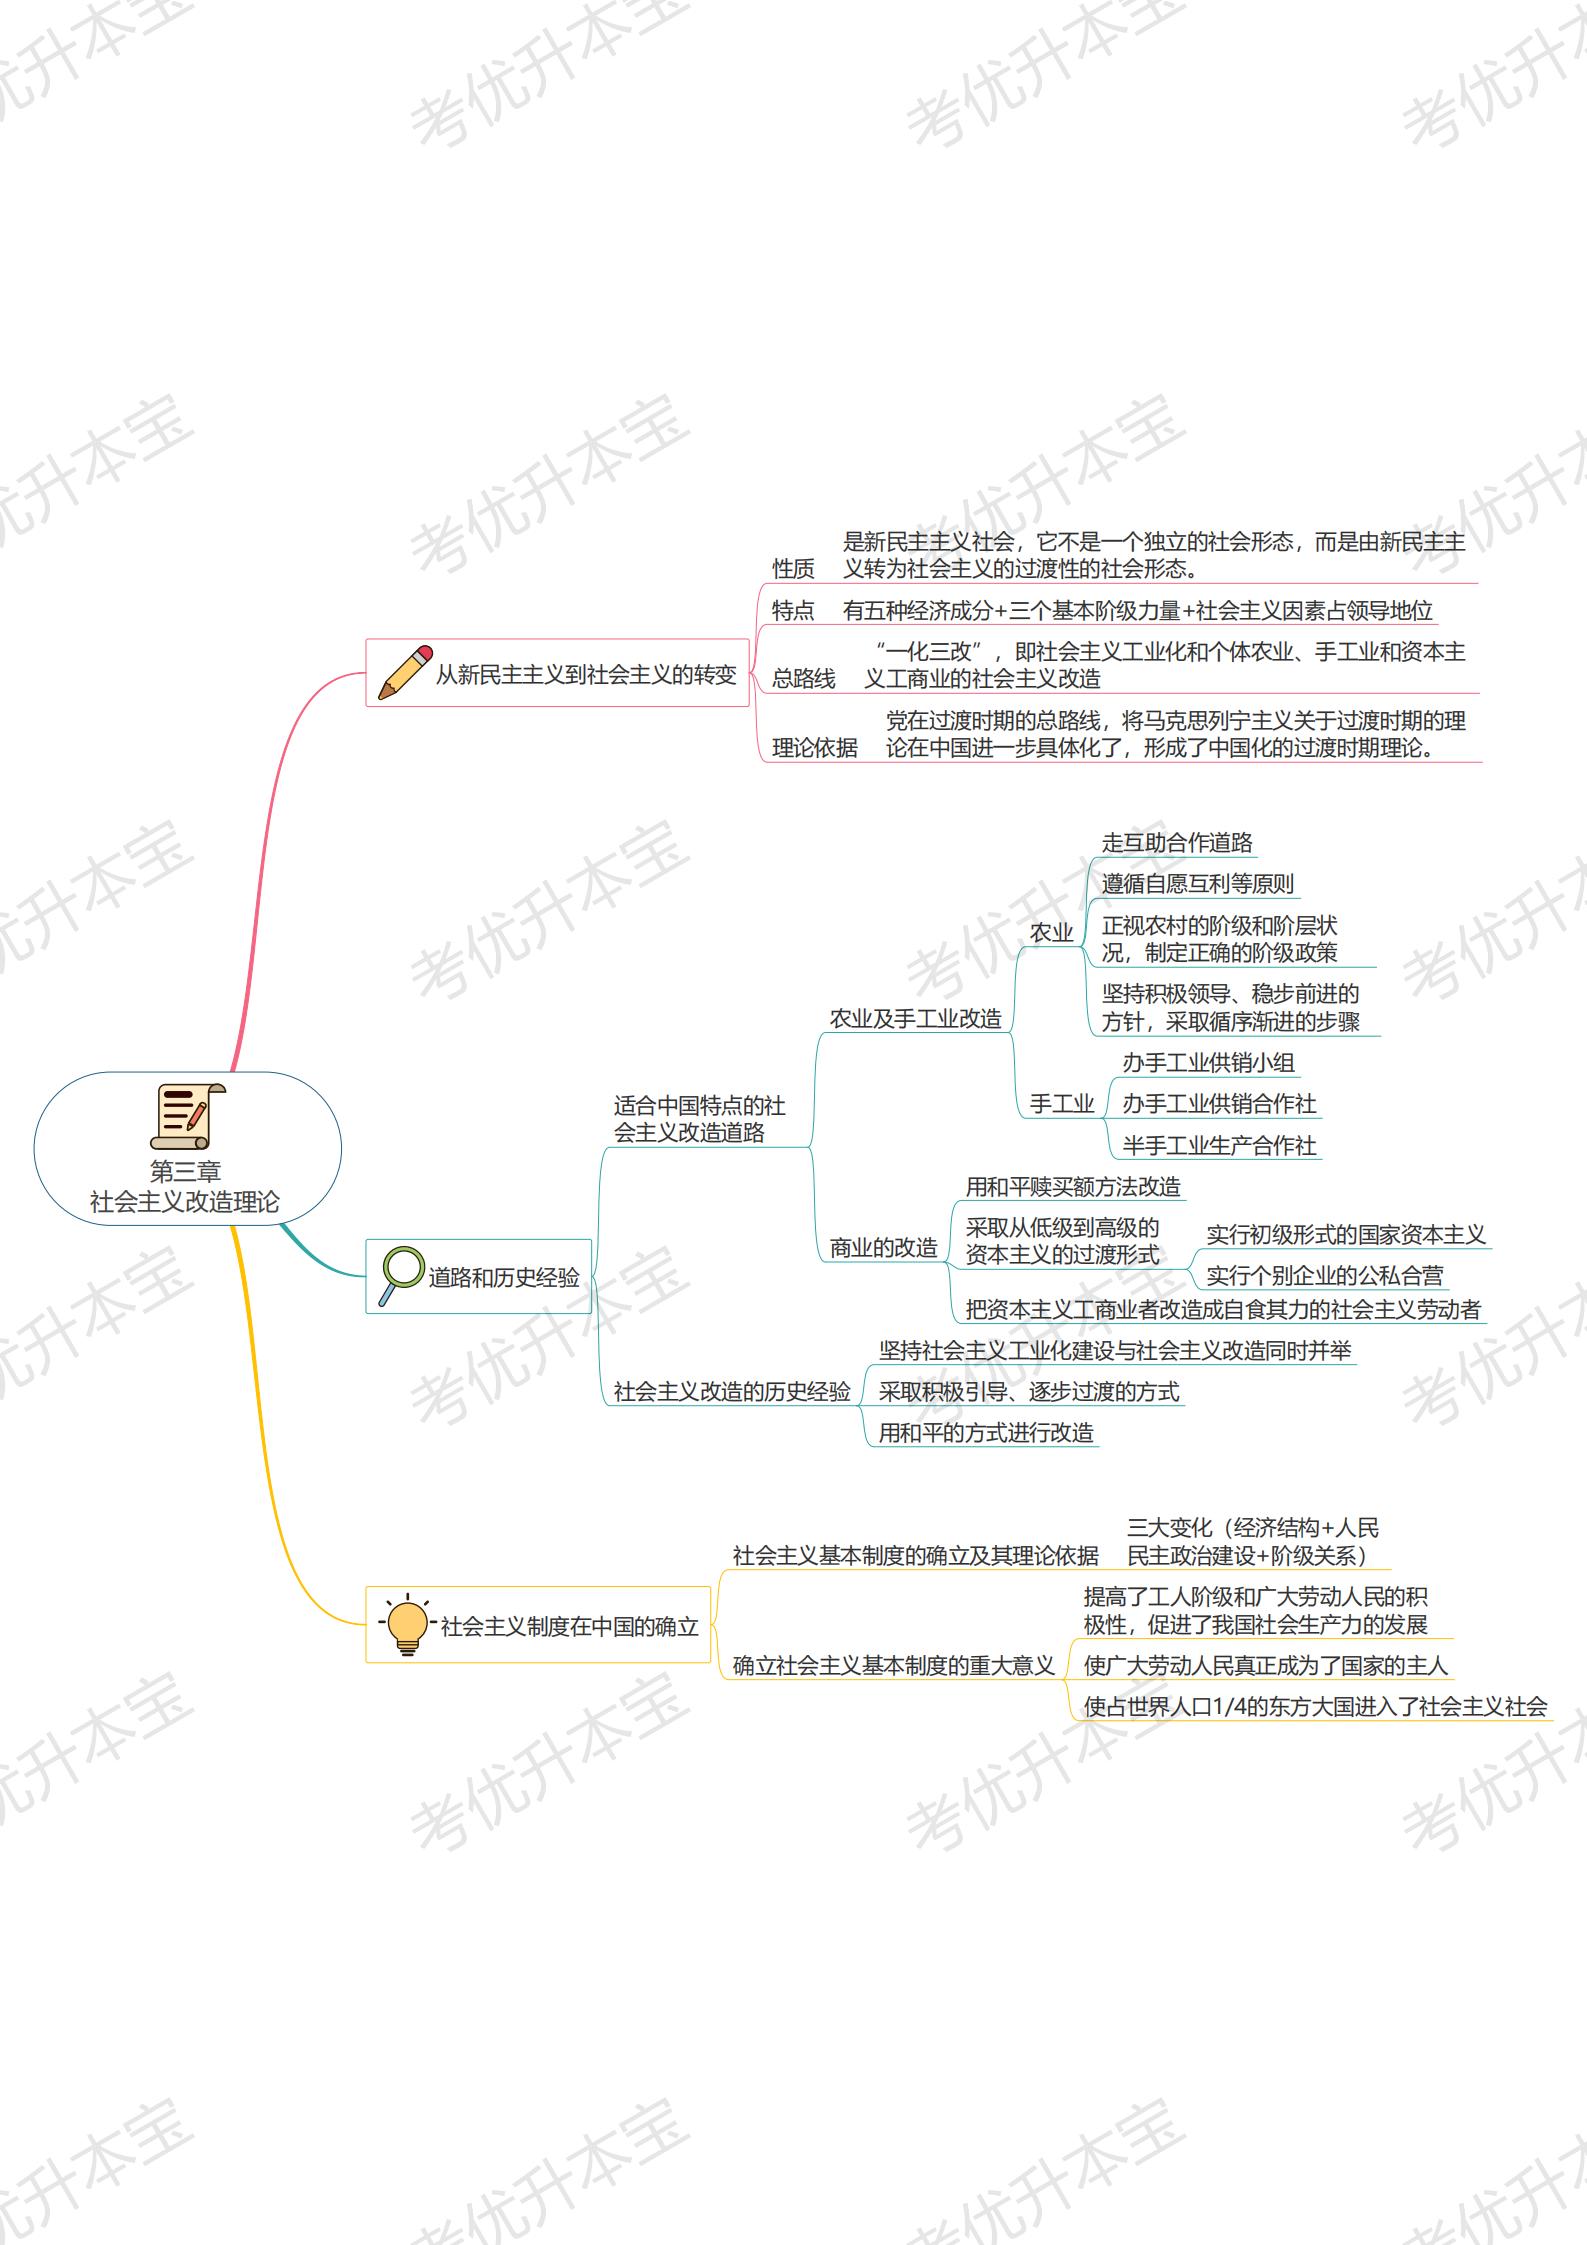 考优升本宝
第三章
社会主义改造理论
从新民主主义到社会主义的转变
性质
是新民主主义社会，它不是一个独立的社会形态，而是由新民主主
义转为社会主义的过渡性的社会形态。
特点
有五种经济成分+三个基本阶级力量+社会主义因素占领导地位
总路线
“一化三改”，即社会主义工业化和个体农业、手工业和资本主
义工商业的社会主义改造
理论依据
党在过渡时期的总路线，将马克思列宁主义关于过渡时期的理
论在中国进一步具体化了，形成了中国化的过渡时期理论。
道路和历史经验
适合中国特点的社
会主义改造道路
农业及手工业改造
农业
走互助合作道路
遵循自愿互利等原则
正视农村的阶级和阶层状
况，制定正确的阶级政策
坚持积极领导、稳步前进的
方针，采取循序渐进的步骤
手工业
办手工业供销小组
办手工业供销合作社
半手工业生产合作社
商业的改造
用和平赎买额方法改造
采取从低级到高级的
资本主义的过渡形式
实行初级形式的国家资本主义
实行个别企业的公私合营
把资本主义工商业者改造成自食其力的社会主义劳动者
社会主义改造的历史经验
坚持社会主义工业化建设与社会主义改造同时并举
采取积极引导、逐步过渡的方式
用和平的方式进行改造
社会主义制度在中国的确立
社会主义基本制度的确立及其理论依据
三大变化（经济结构+人民
民主政治建设+阶级关系）
确立社会主义基本制度的重大意义
提高了工人阶级和广大劳动人民的积
极性，促进了我国社会生产力的发展
使广大劳动人民真正成为了国家的主人
使占世界人口1/4的东方大国进入了社会主义社会